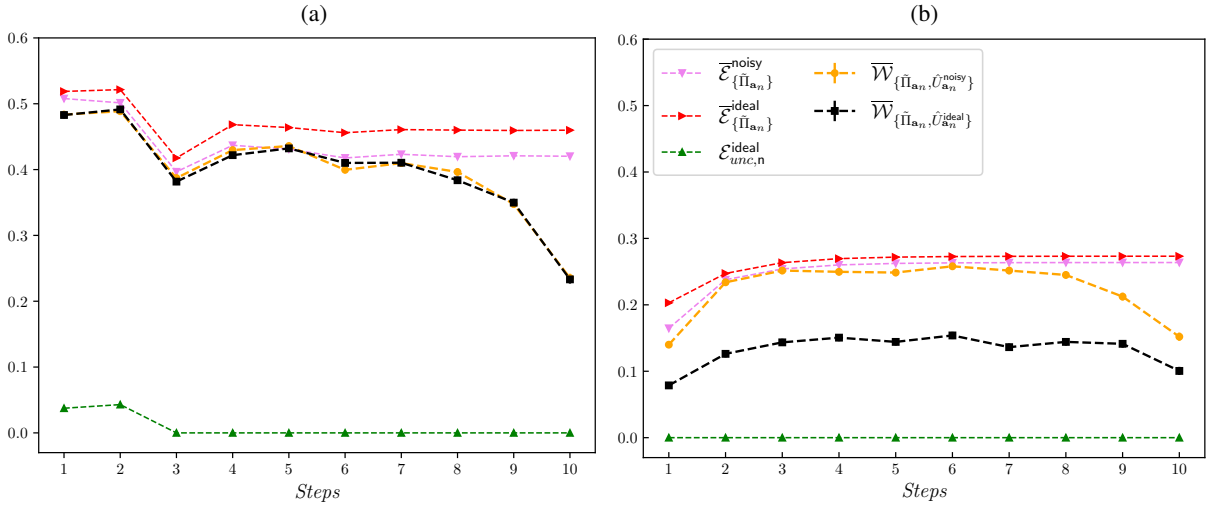 (a)
0.6
0.5
0.4
0.3
0.2
0.1
0.0
1 2 3 4 5 6 7 8 9 10
Steps
(b)
0.6
0.5
0.4
0.3
0.2
0.1
0.0
1 2 3 4 5 6 7 8 9 10
Steps
$\overline{\mathcal{E}}^{\text{noisy}}_{\{\tilde{\Pi}_{\mathbf{a}_n}\}}$
$\overline{\mathcal{E}}^{\text{ideal}}_{\{\tilde{\Pi}_{\mathbf{a}_n}\}}$
$\mathcal{E}^{\text{ideal}}_{unc,\mathsf{n}}$
$\overline{\mathcal{W}}_{\{\tilde{\Pi}_{\mathbf{a}_n},\hat{U}^{\text{noisy}}_{\mathbf{a}_n}\}}$
$\overline{\mathcal{W}}_{\{\tilde{\Pi}_{\mathbf{a}_n},\hat{U}^{\text{ideal}}_{\mathbf{a}_n}\}}$